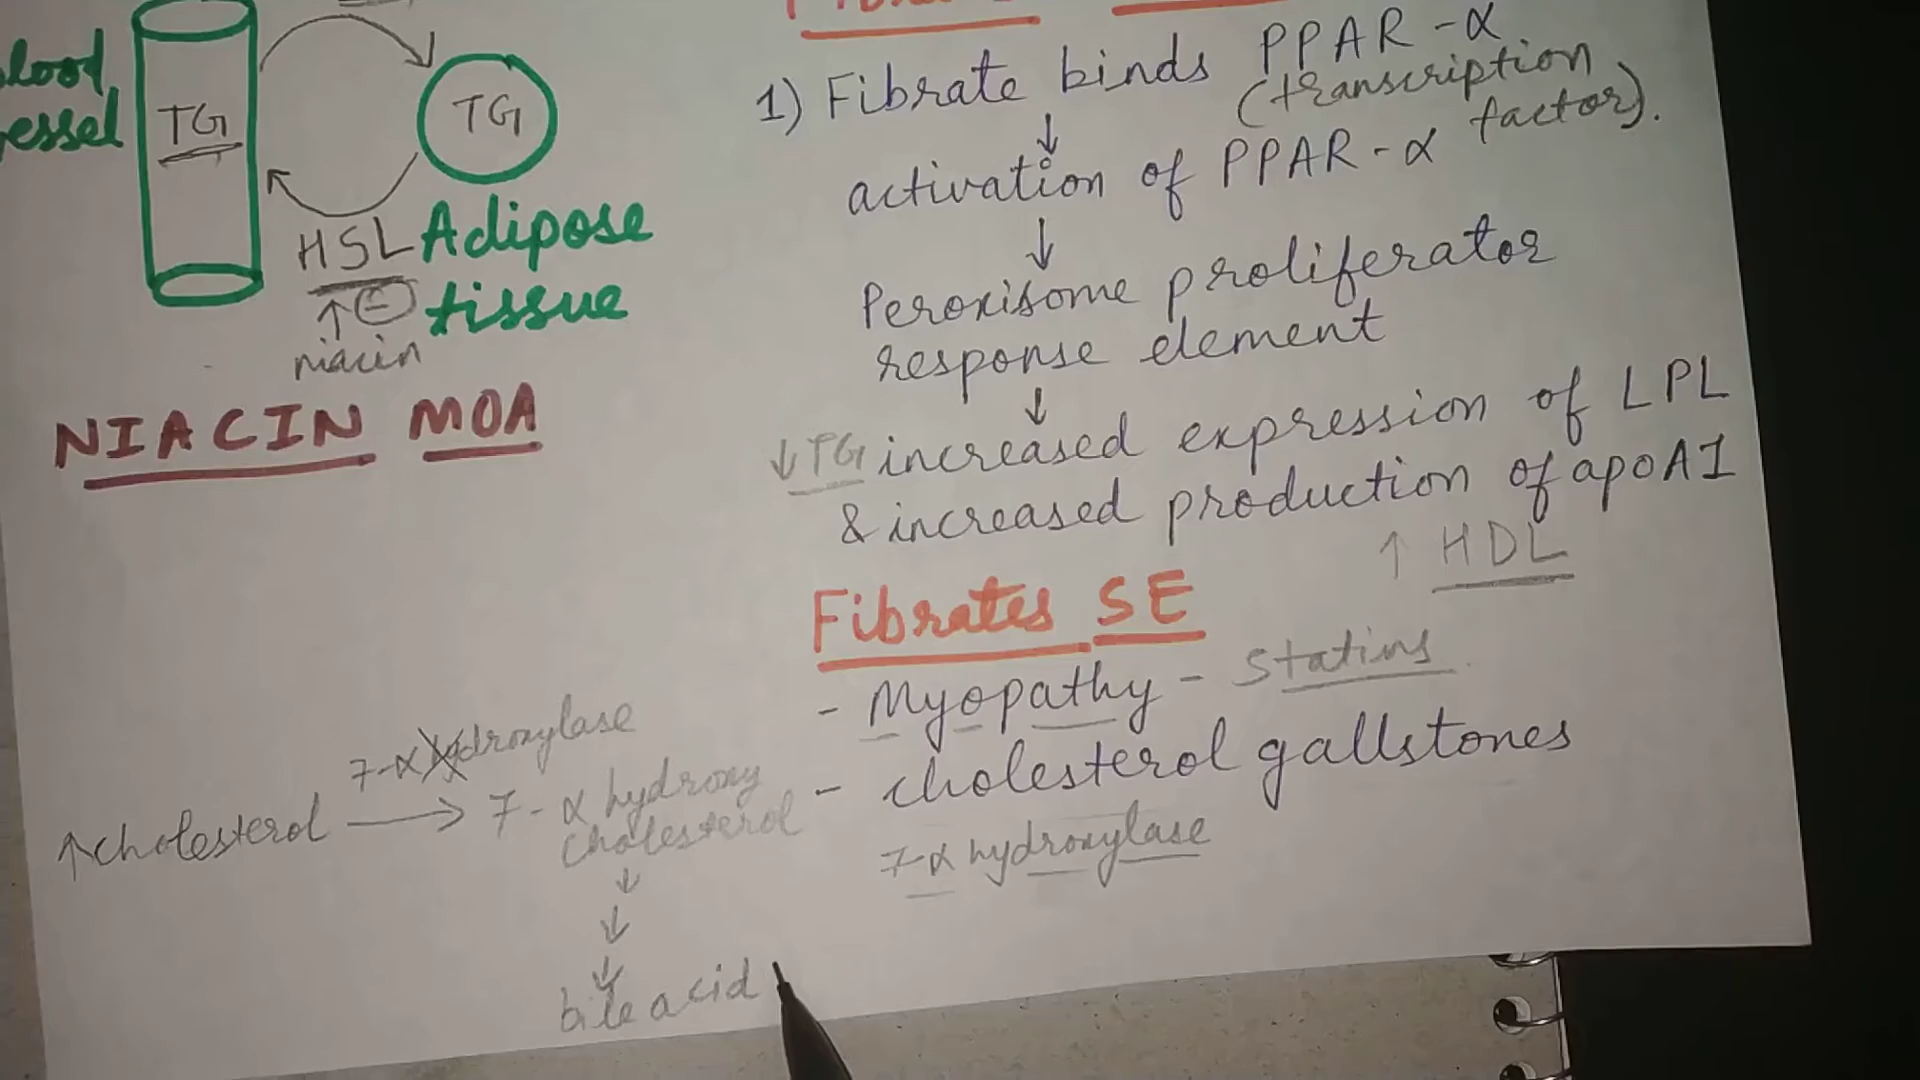 TG
TG
HSL Adipose
↑ ⊖ tissue
niacin
NIACIN MOA
1) Fibrate binds PPAR-α
(transcription
factor).
↓
activation of PPAR-α
↓
Peroxisome proliferator
response element
↓
↓TG increased expression of LPL
& increased production of apoA1
↑ HDL
Fibrates SE
- Myopathy - Statins
- cholesterol gallstones
7-α hydroxylase
7-α hydroxylase
↑cholesterol → 7-α hydroxy
cholesterol
↓
↓
↓
bile acid